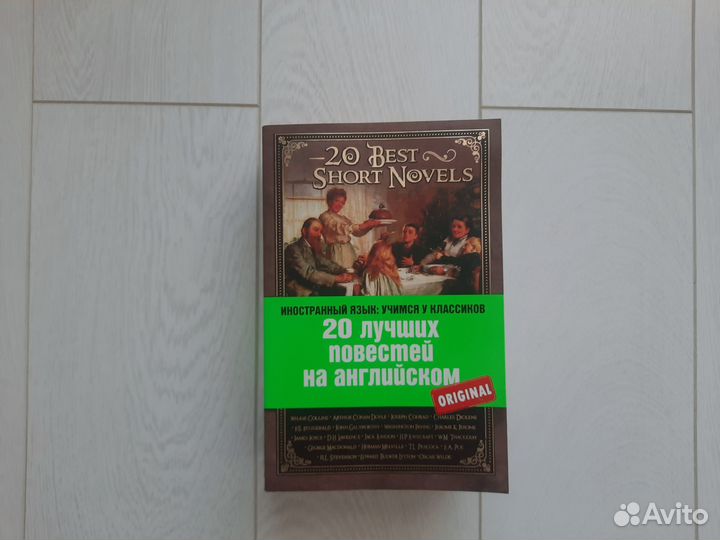 20 Best
Short Novels
ИНОСТРАННЫЙ ЯЗЫК: УЧИМСЯ У КЛАССИКОВ
20 лучших
повестей
на английском
ORIGINAL
Wilkie Collins • Arthur Conan Doyle • Joseph Conrad • Charles Dickens
F.S. Fitzgerald • John Galsworthy • Washington Irving • Jerome K. Jerome
James Joyce • D.H. Lawrence • Jack London • H.P. Lovecraft • W.M. Thackeray
George MacDonald • Herman Melville • T.L. Peacock • E.A. Poe
R.L. Stevenson • Edward Bulwer Lytton • Oscar Wilde
Avito